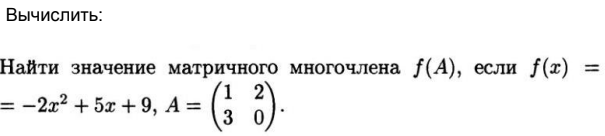 Вычислить:
Найти значение матричного многочлена f(A), если f(x) =
= −2x² + 5x + 9, A = (1 2
3 0).